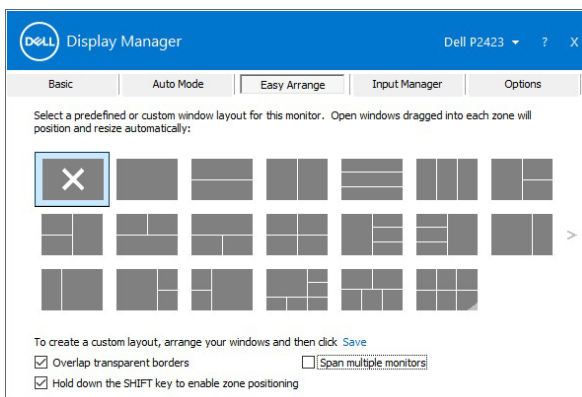 DELL Display Manager Dell P2423 ? X
Basic Auto Mode Easy Arrange Input Manager Options
Select a predefined or custom window layout for this monitor. Open windows dragged into each zone will
position and resize automatically:
>
To create a custom layout, arrange your windows and then click Save
Overlap transparent borders Span multiple monitors
Hold down the SHIFT key to enable zone positioning